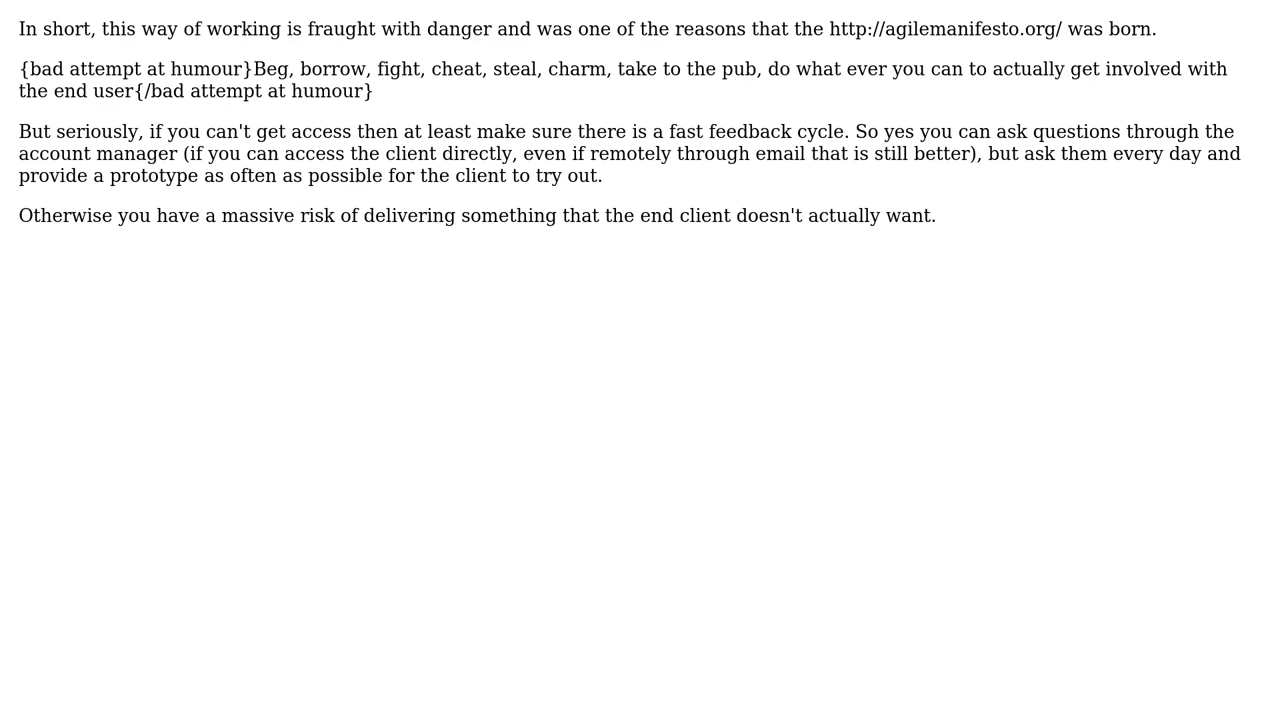 In short, this way of working is fraught with danger and was one of the reasons that the http://agilemanifesto.org/ was born.
{bad attempt at humour}Beg, borrow, fight, cheat, steal, charm, take to the pub, do what ever you can to actually get involved with
the end user{/bad attempt at humour}
But seriously, if you can't get access then at least make sure there is a fast feedback cycle. So yes you can ask questions through the
account manager (if you can access the client directly, even if remotely through email that is still better), but ask them every day and
provide a prototype as often as possible for the client to try out.
Otherwise you have a massive risk of delivering something that the end client doesn't actually want.